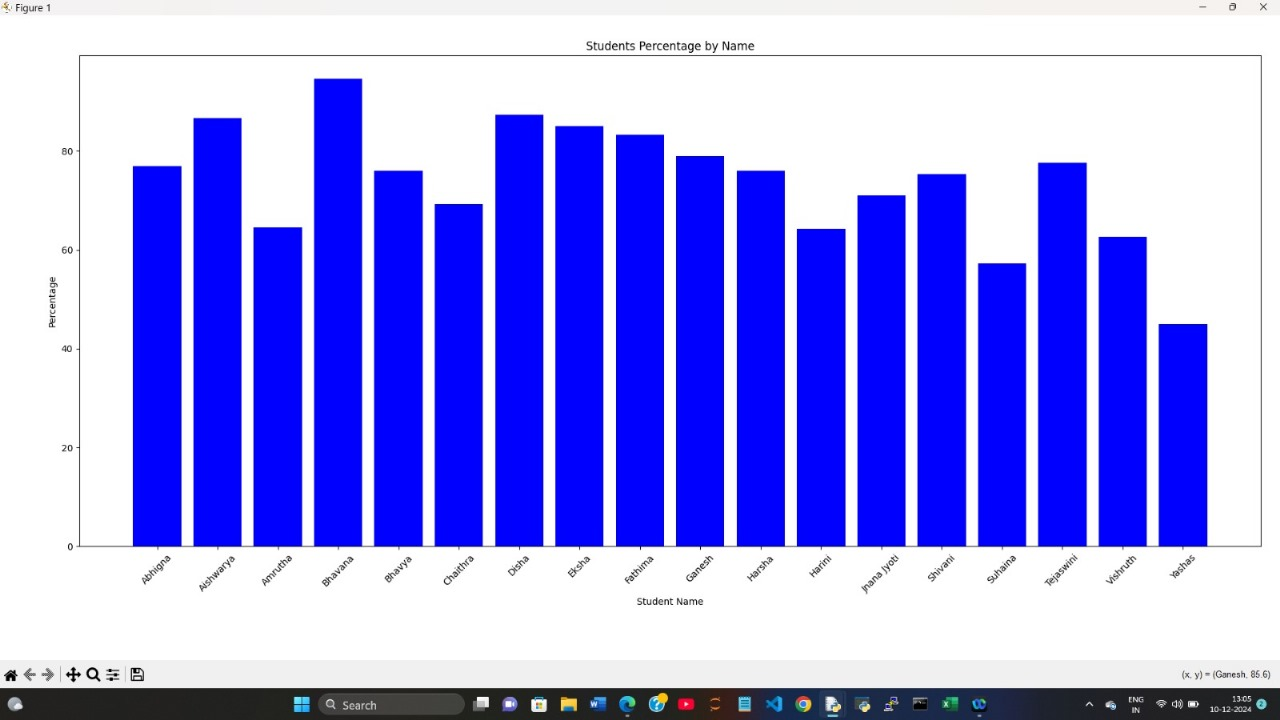 Figure 1
Students Percentage by Name
80
60
40
20
0
Percentage
Abhigna
Aishwarya
Amrutha
Bhavana
Bhavya
Chaithra
Disha
Eksha
Fathima
Ganesh
Harsha
Harini
Jnana Jyoti
Shivani
Suhaina
Tejaswini
Vishruth
Yashas
Student Name
(x, y) = (Ganesh, 85.6)
Search
ENG
IN
13:05
10-12-2024
2